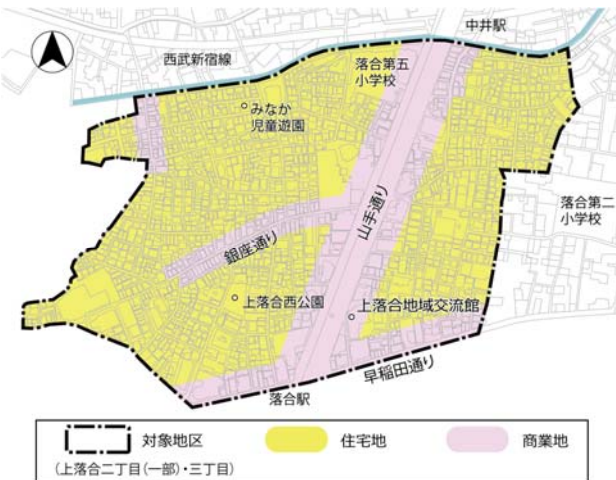 中井駅
西武新宿線
落合第五
小学校
みなか
児童遊園
山手通り
落合第二
小学校
銀座通り
上落合西公園
上落合地域交流館
早稲田通り
落合駅
対象地区
住宅地
商業地
(上落合二丁目(一部)・三丁目)